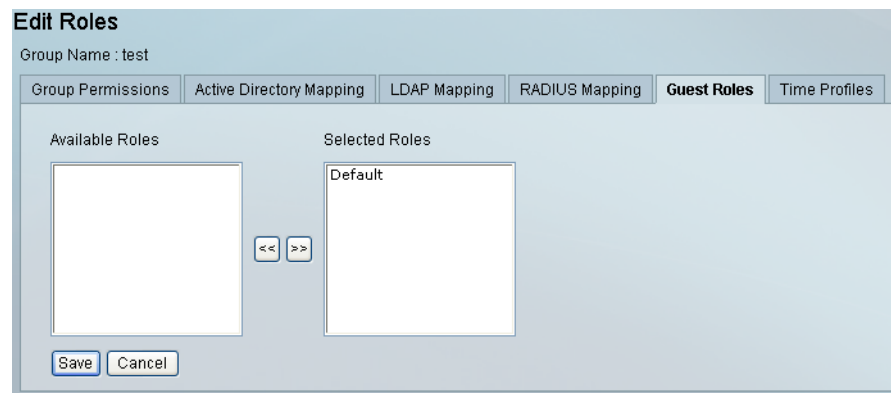 Edit Roles
Group Name : test
Group Permissions Active Directory Mapping LDAP Mapping RADIUS Mapping Guest Roles Time Profiles
Available Roles Selected Roles
Default
<< >>
Save Cancel